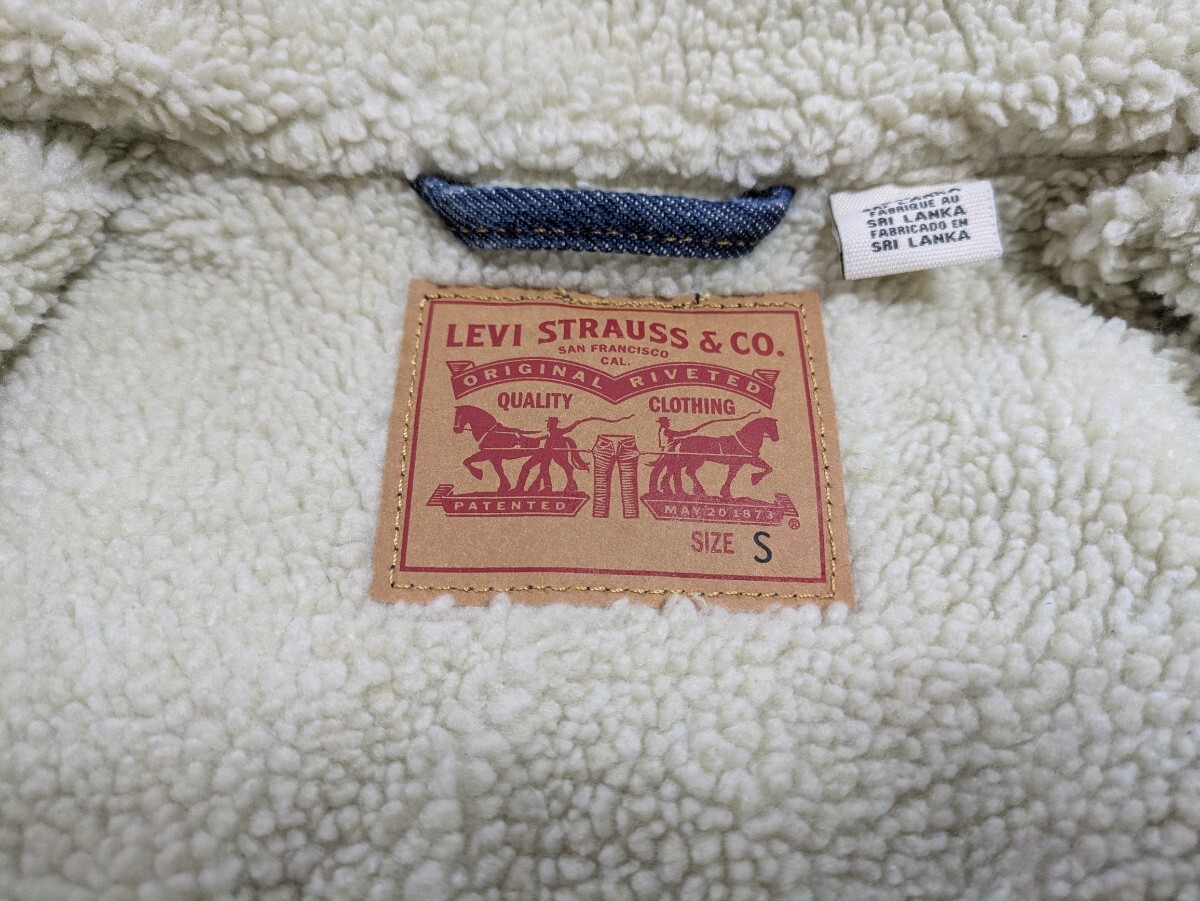 FABRIQUE AU
SRI LANKA
FABRICADO EN
SRI LANKA
LEVI STRAUSS & CO.
SAN FRANCISCO
CAL.
ORIGINAL RIVETED
QUALITY CLOTHING
PATENTED MAY 20 1873 ®
SIZE S